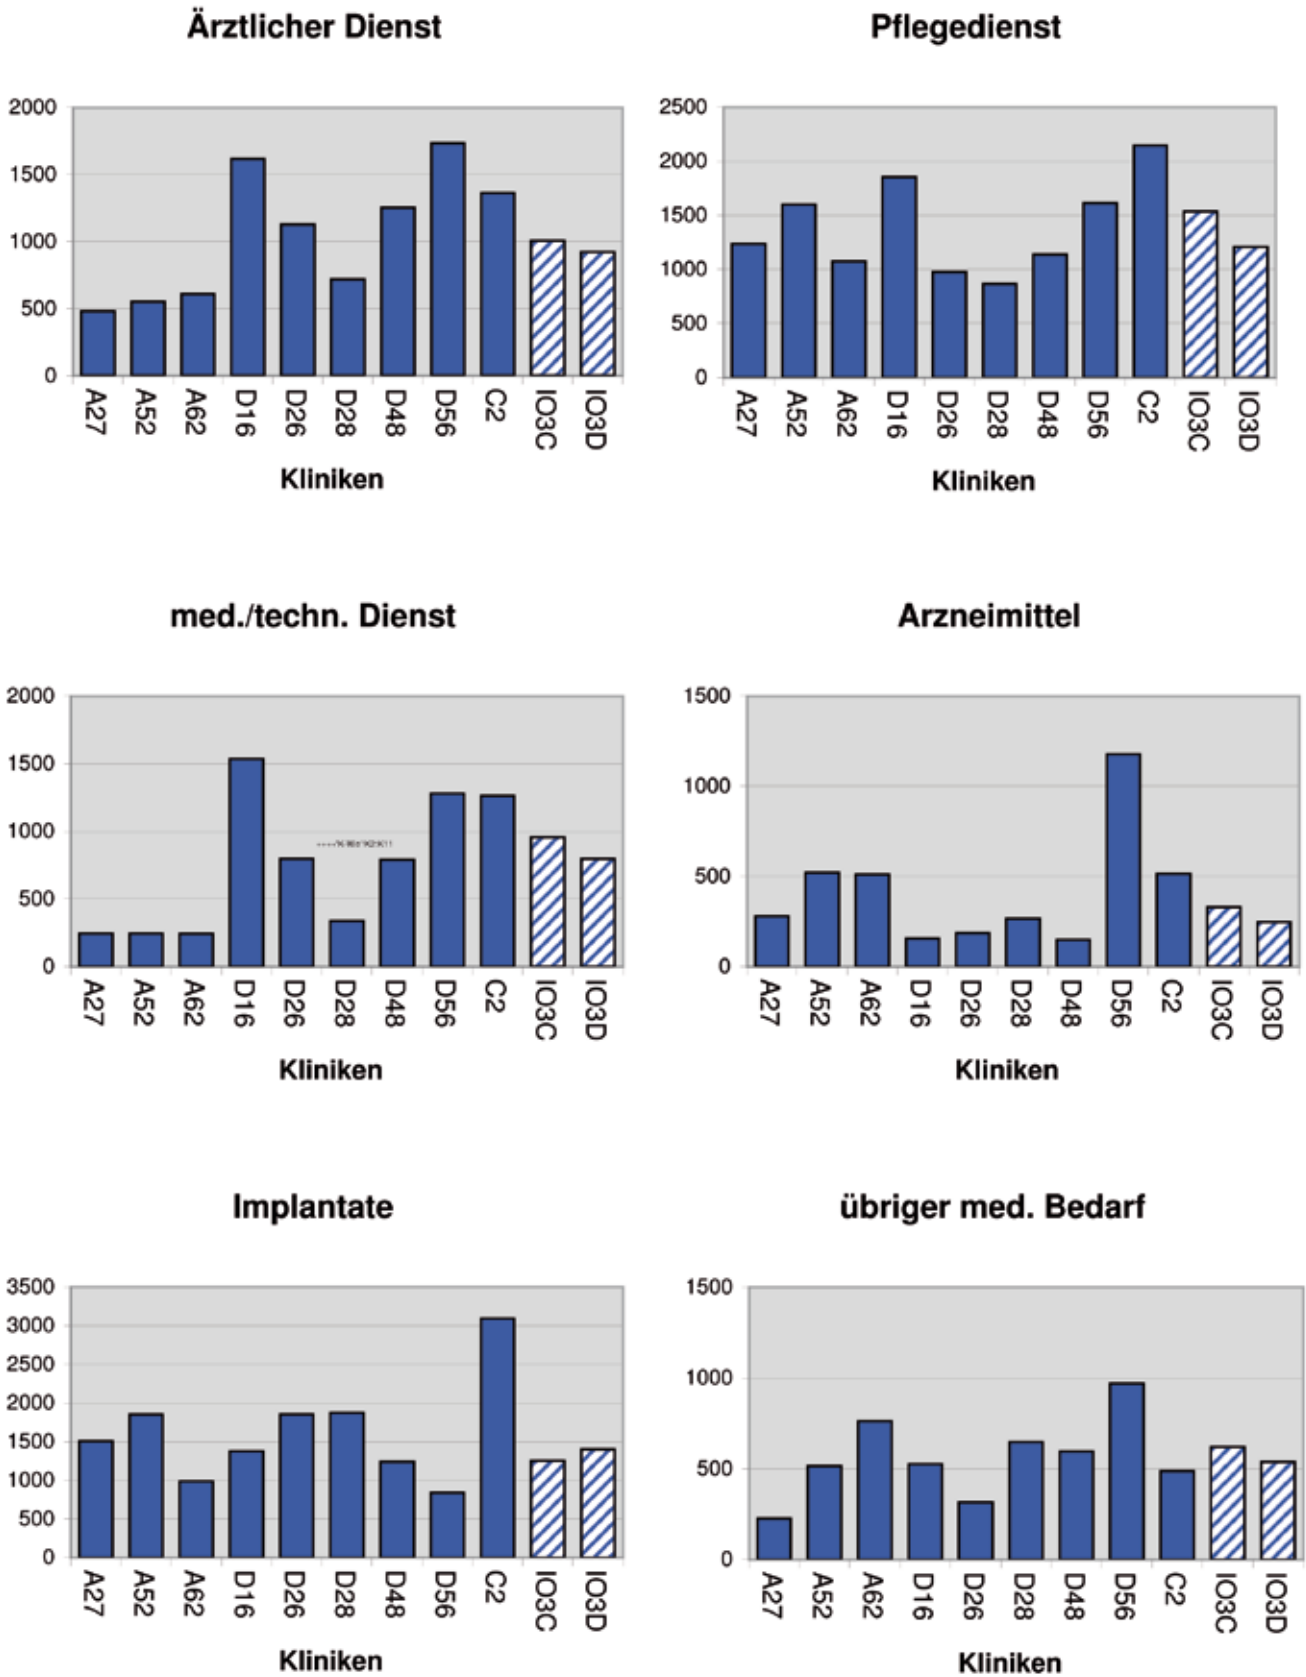 Ärztlicher Dienst
2000
1500
1000
500
0
A27 A52 A62 D16 D26 D28 D48 D56 C2 IO3C IO3D
Kliniken
Pflegedienst
2500
2000
1500
1000
500
0
A27 A52 A62 D16 D26 D28 D48 D56 C2 IO3C IO3D
Kliniken
med./techn. Dienst
2000
1500
1000
500
0
A27 A52 A62 D16 D26 D28 D48 D56 C2 IO3C IO3D
Kliniken
Arzneimittel
1500
1000
500
0
A27 A52 A62 D16 D26 D28 D48 D56 C2 IO3C IO3D
Kliniken
Implantate
3500
3000
2500
2000
1500
1000
500
0
A27 A52 A62 D16 D26 D28 D48 D56 C2 IO3C IO3D
Kliniken
übriger med. Bedarf
1500
1000
500
0
A27 A52 A62 D16 D26 D28 D48 D56 C2 IO3C IO3D
Kliniken